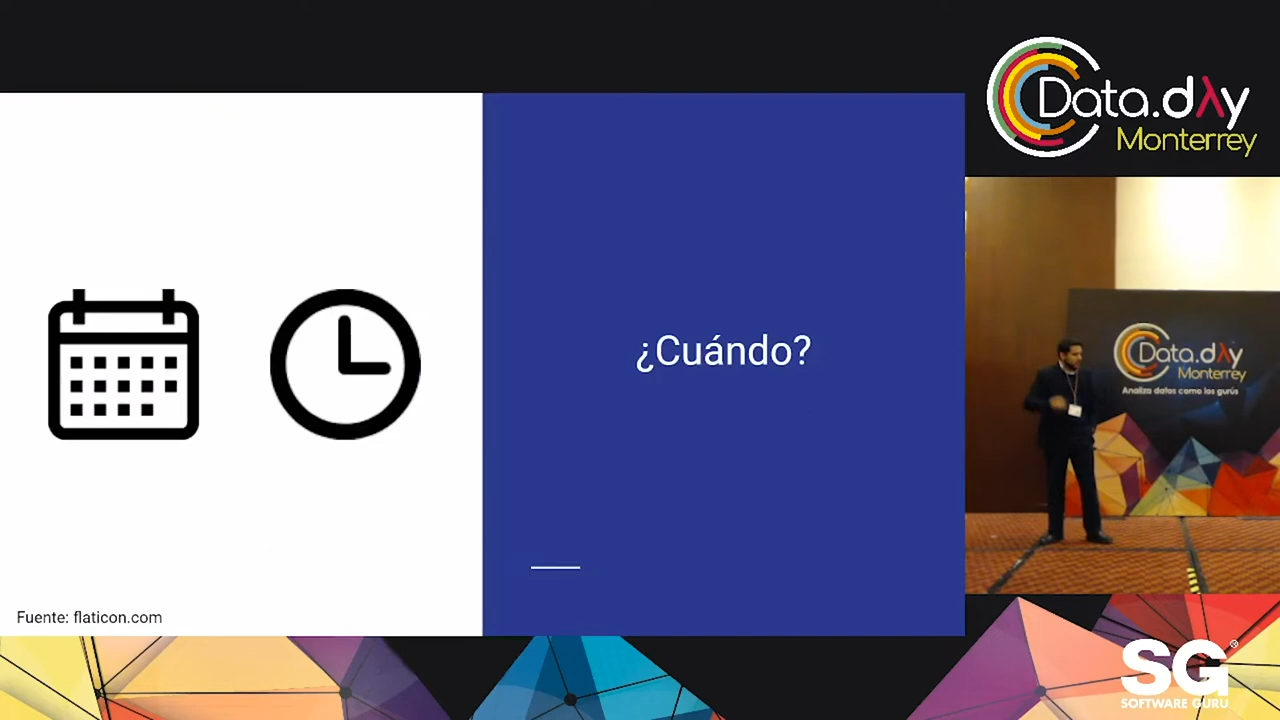 ¿Cuándo?
Fuente: flaticon.com
Data.dλy
Monterrey
Data.dλy
Monterrey
Analiza datos como los gurús
SG®
SOFTWARE GURU